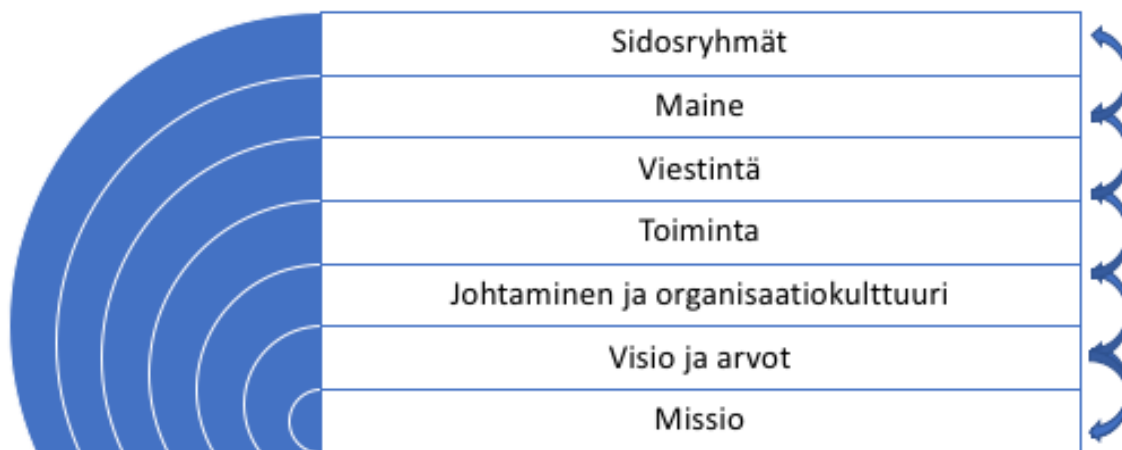 Sidosryhmät
Maine
Viestintä
Toiminta
Johtaminen ja organisaatiokulttuuri
Visio ja arvot
Missio